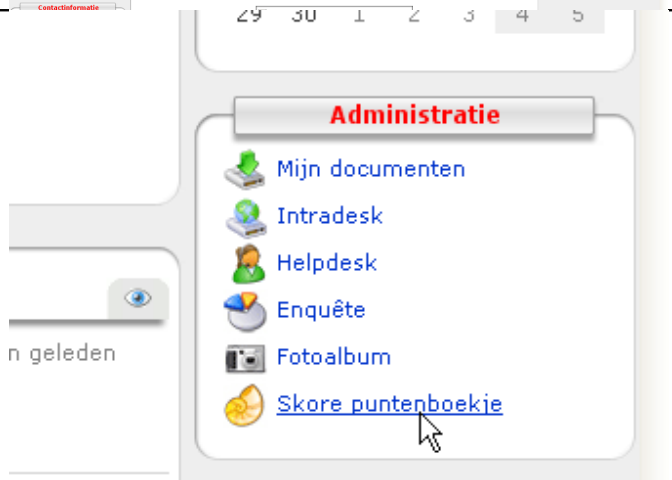 Contactinformatie
29 30 1 2 3 4 5
Administratie
Mijn documenten
Intradesk
Helpdesk
Enquête
n geleden
Fotoalbum
Skore puntenboekje